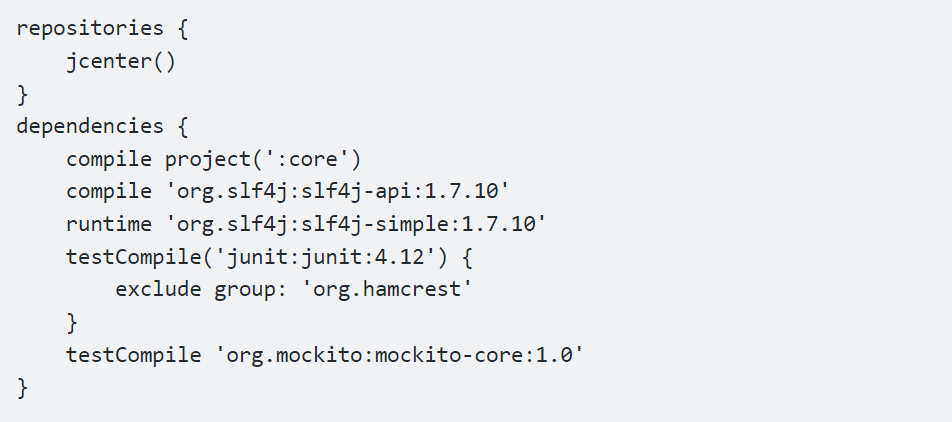 repositories {
    jcenter()
}
dependencies {
    compile project(':core')
    compile 'org.slf4j:slf4j-api:1.7.10'
    runtime 'org.slf4j:slf4j-simple:1.7.10'
    testCompile('junit:junit:4.12') {
        exclude group: 'org.hamcrest'
    }
    testCompile 'org.mockito:mockito-core:1.0'
}